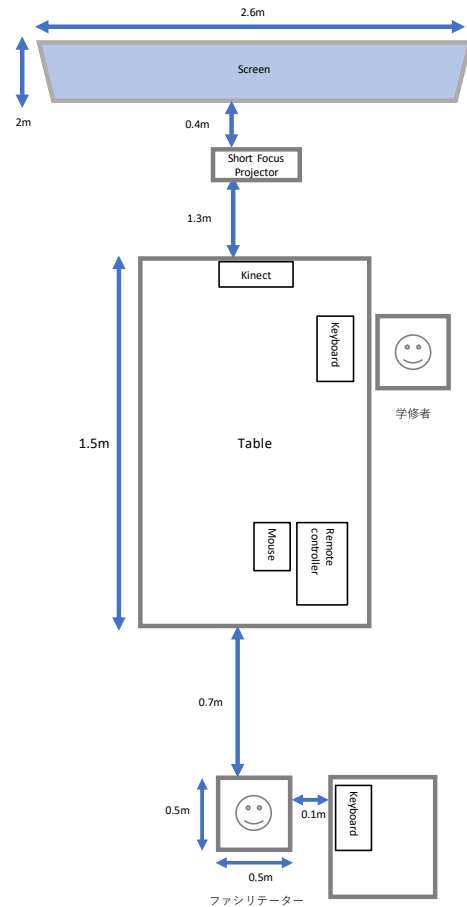 2.6m
Screen
2m
0.4m
Short Focus
Projector
1.3m
Kinect
Keyboard
学修者
1.5m
Table
Mouse
Remote
controller
0.7m
0.5m
0.1m
Keyboard
0.5m
ファシリテーター